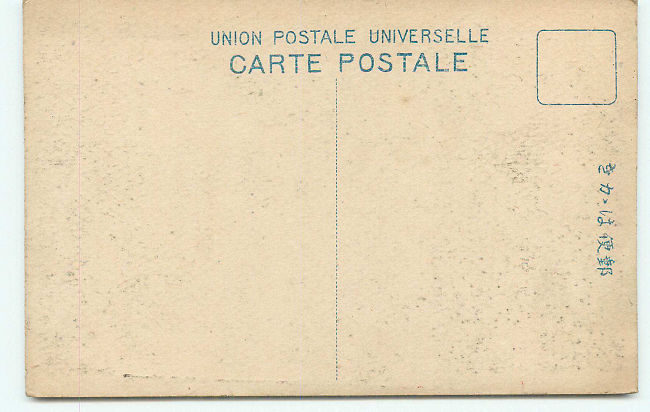 UNION POSTALE UNIVERSELLE
CARTE POSTALE
きかは便郵